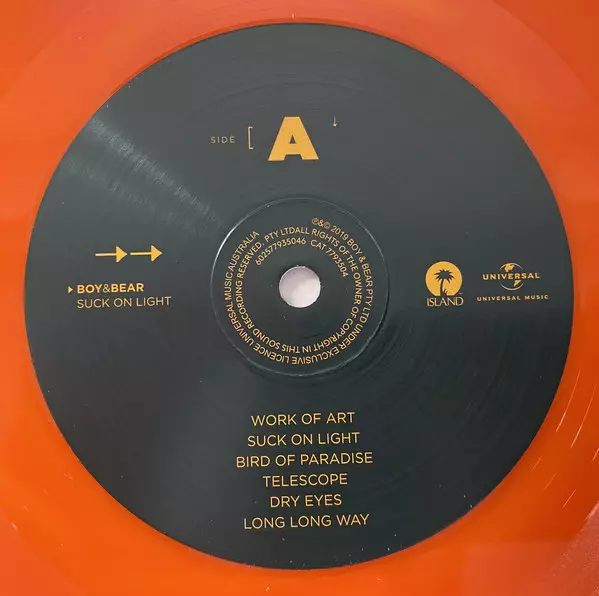 SIDE [ A
BOY&BEAR
SUCK ON LIGHT
℗&© 2019 BOY & BEAR PTY LTD UNDER EXCLUSIVE LICENCE UNIVERSAL MUSIC AUSTRALIA
PTY LTDALL RIGHTS OF THE OWNER OF COPYRIGHT IN THIS SOUND RECORDING RESERVED.
602577935046 CAT 7793504
ISLAND
UNIVERSAL
UNIVERSAL MUSIC
WORK OF ART
SUCK ON LIGHT
BIRD OF PARADISE
TELESCOPE
DRY EYES
LONG LONG WAY